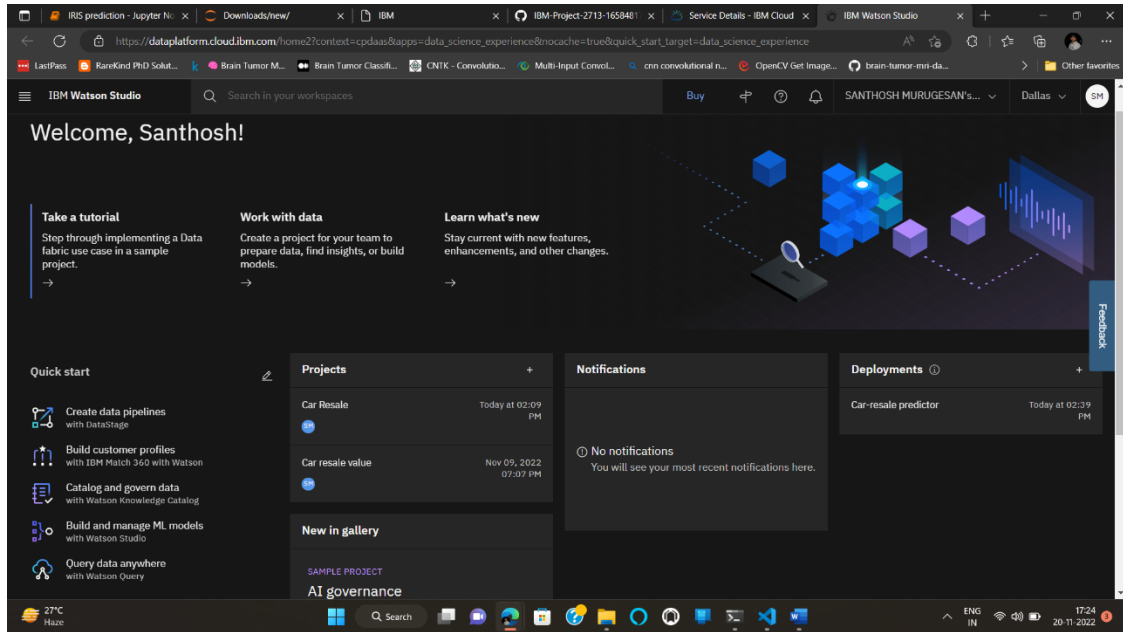 IRIS prediction - Jupyter No
Downloads/new/
IBM
IBM-Project-2713-1658481
Service Details - IBM Cloud
IBM Watson Studio
https://dataplatform.cloud.ibm.com/home2?context=cpdaas&apps=data_science_experience&nocache=true&quick_start_target=data_science_experience
LastPass
RareKind PhD Solut...
Brain Tumor M...
Brain Tumor Classifi...
CNTK - Convolutio...
Multi-Input Convol...
cnn convolutional n...
OpenCV Get Image...
brain-tumor-mri-da...
Other favorites
IBM Watson Studio
Search in your workspaces
Buy
SANTHOSH MURUGESAN's...
Dallas
SM
Welcome, Santhosh!
Take a tutorial
Step through implementing a Data
fabric use case in a sample
project.
Work with data
Create a project for your team to
prepare data, find insights, or build
models.
Learn what's new
Stay current with new features,
enhancements, and other changes.
Feedback
Quick start
Create data pipelines
with DataStage
Build customer profiles
with IBM Match 360 with Watson
Catalog and govern data
with Watson Knowledge Catalog
Build and manage ML models
with Watson Studio
Query data anywhere
with Watson Query
Projects
Car Resale
Today at 02:09
PM
SM
Car resale value
Nov 09, 2022
07:07 PM
SM
New in gallery
SAMPLE PROJECT
AI governance
Notifications
No notifications
You will see your most recent notifications here.
Deployments
Car-resale predictor
Today at 02:39
PM
27°C
Haze
Search
ENG
IN
17:24
20-11-2022
3